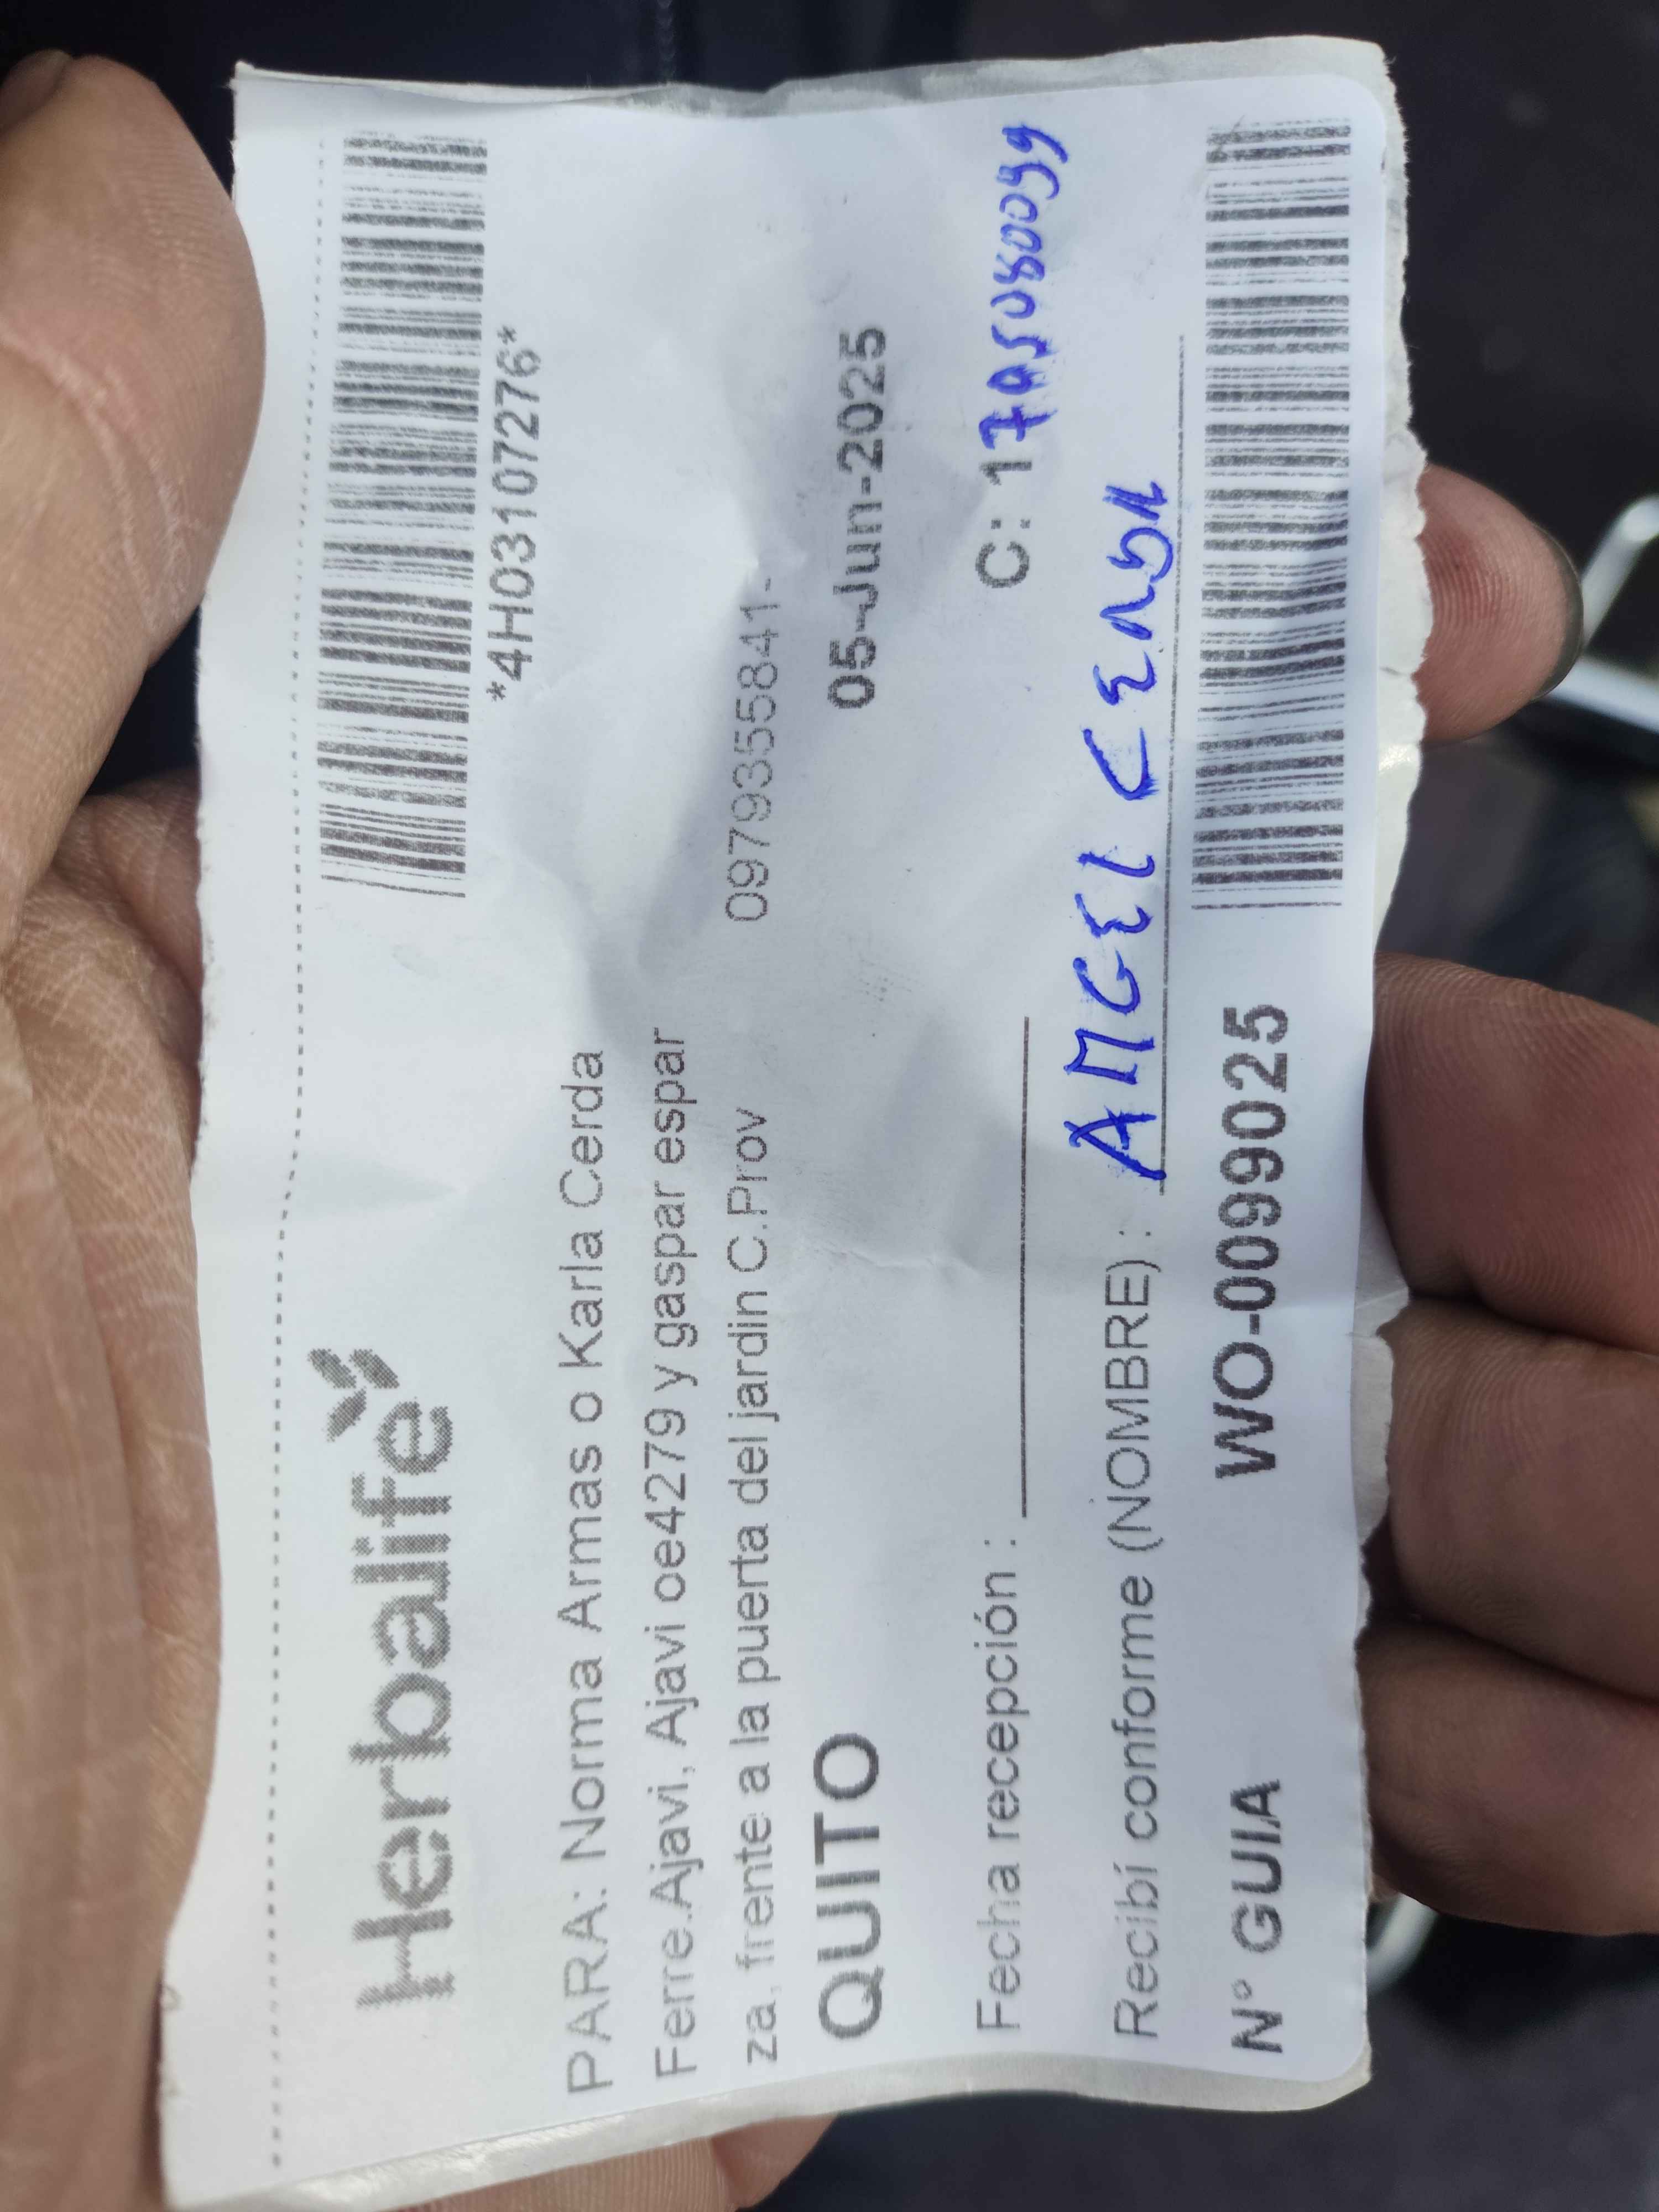 Herbalife
*4H03107276*
PARA: Norma Armas o Karla Cerda
Ferre.Ajavi, Ajavi oe4279 y gaspar espar
za, frente a la puerta del jardin C.Prov 0979355841-
QUITO 05-Jun-2025
Fecha recepción : C: 1705080099
Recibí conforme (NOMBRE) : ANGEL CERDA
N° GUIA WO-0099025